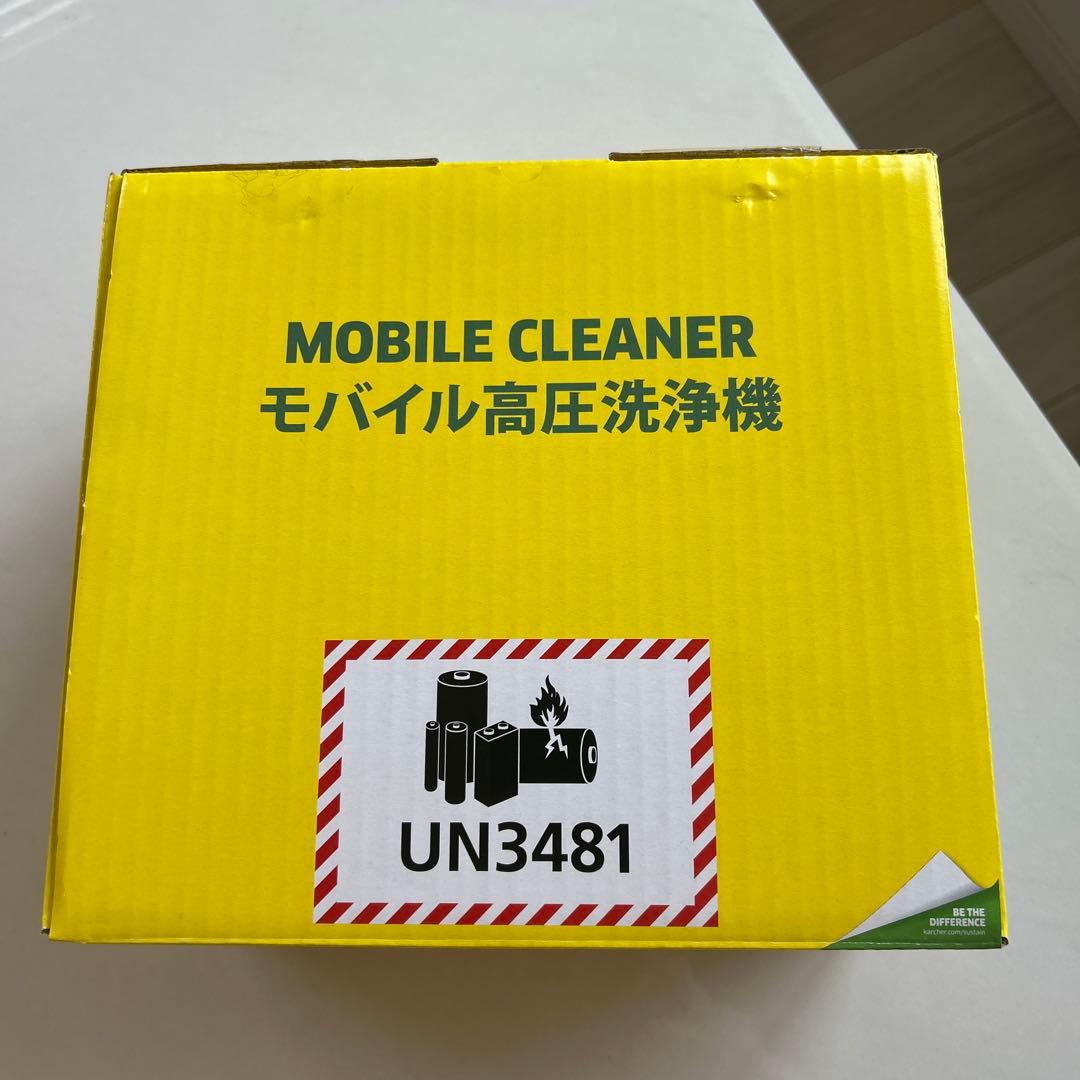 MOBILE CLEANER
モバイル高圧洗浄機
UN3481
BE THE
DIFFERENCE
karcher.com/sustain